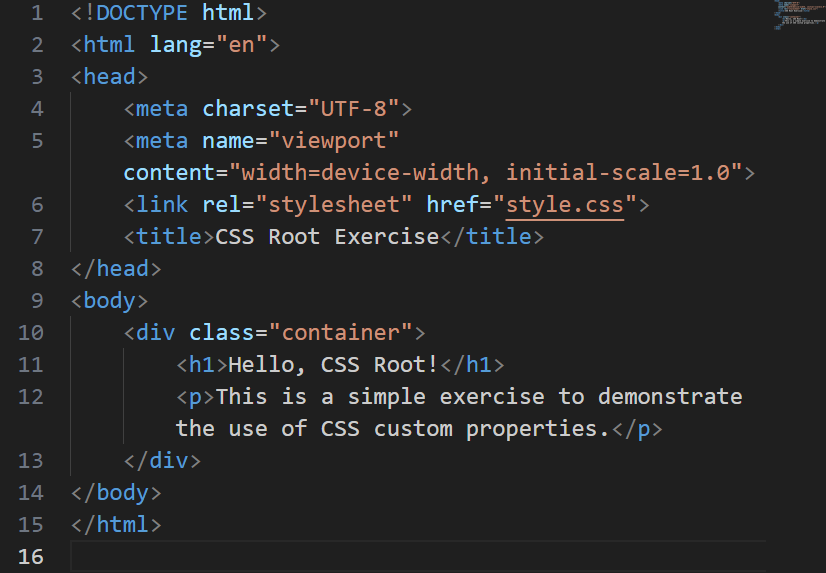 1 <!DOCTYPE html>
2 <html lang="en">
3 <head>
4     <meta charset="UTF-8">
5     <meta name="viewport"
    content="width=device-width, initial-scale=1.0">
6     <link rel="stylesheet" href="style.css">
7     <title>CSS Root Exercise</title>
8 </head>
9 <body>
10     <div class="container">
11         <h1>Hello, CSS Root!</h1>
12         <p>This is a simple exercise to demonstrate
        the use of CSS custom properties.</p>
13     </div>
14 </body>
15 </html>
16